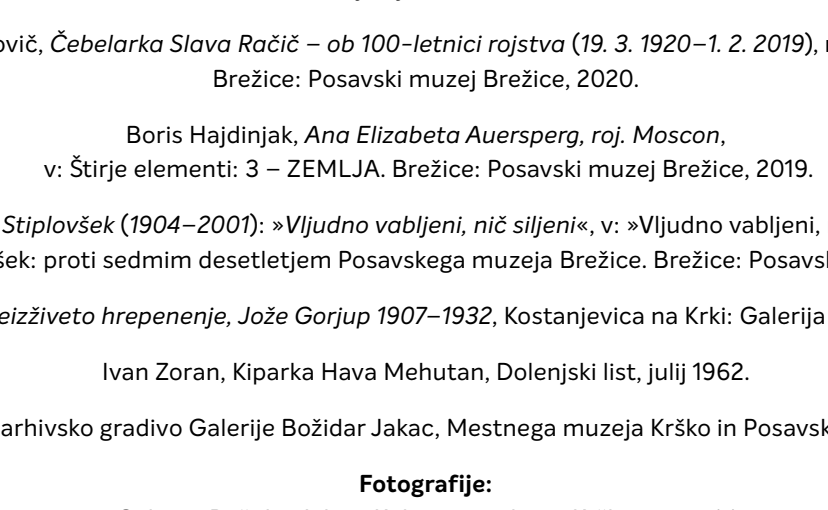 ovič, Čebelarka Slava Račič – ob 100-letnici rojstva (19. 3. 1920–1. 2. 2019),
Brežice: Posavski muzej Brežice, 2020.
Boris Hajdinjak, Ana Elizabeta Auersperg, roj. Moscon,
v: Štirje elementi: 3 – ZEMLJA. Brežice: Posavski muzej Brežice, 2019.
Stiplovšek (1904–2001): »Vljudno vabljeni, nič siljeni«, v: »Vljudno vabljeni,
šek: proti sedmim desetletjem Posavskega muzeja Brežice. Brežice: Posavs
eizživeto hrepenenje, Jože Gorjup 1907–1932, Kostanjevica na Krki: Galerija
Ivan Zoran, Kiparka Hava Mehutan, Dolenjski list, julij 1962.
arhivsko gradivo Galerije Božidar Jakac, Mestnega muzeja Krško in Posavsk
Fotografije: